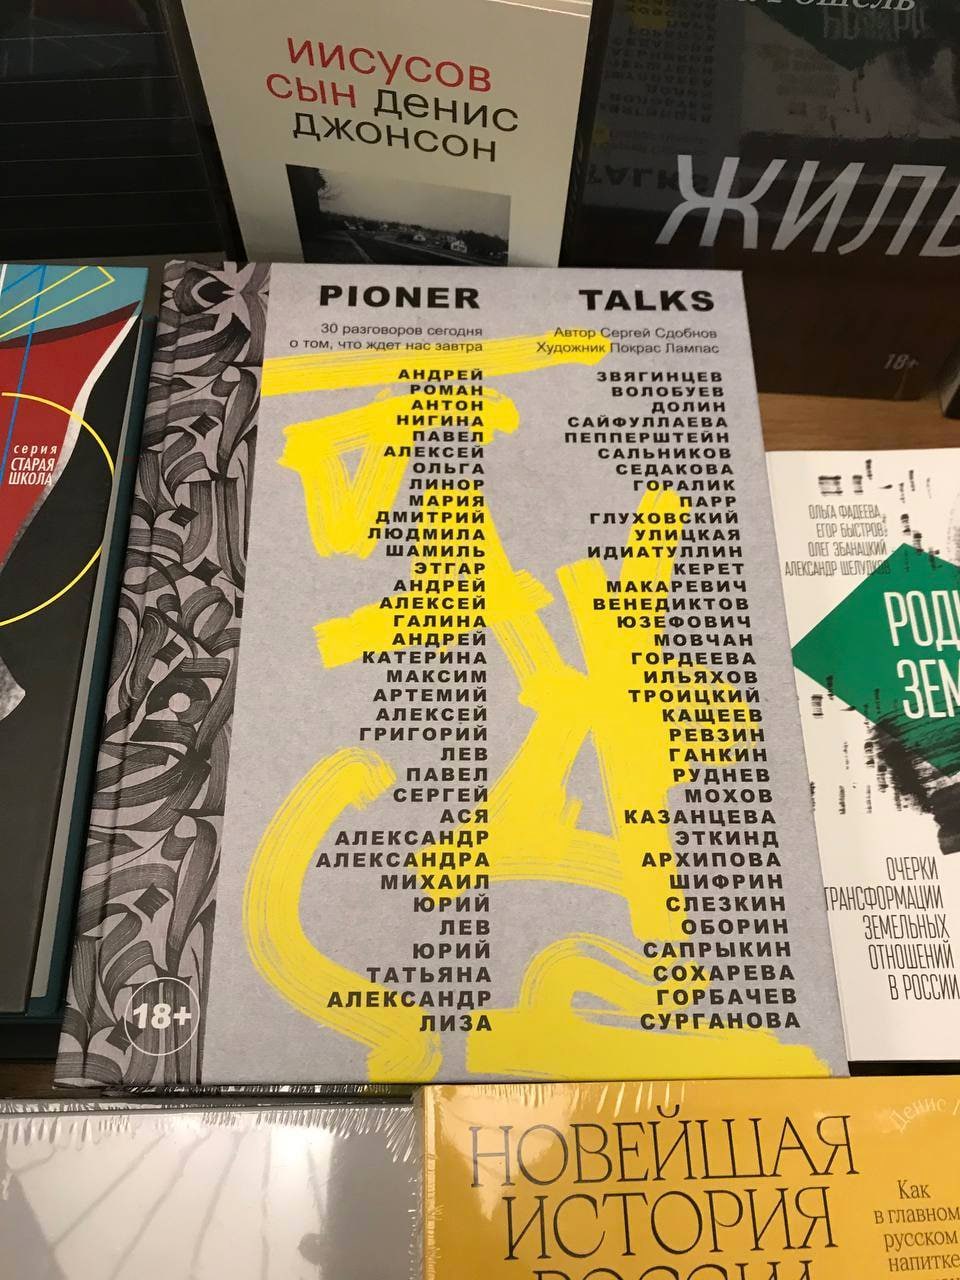 ИИСУСОВ
СЫН ДЕНИС
ДЖОНСОН
18+
серия
СТАРАЯ
ШКОЛА
PIONER TALKS
30 разговоров сегодня
о том, что ждет нас завтра
Автор Сергей Сдобнов
Художник Покрас Лампас
АНДРЕЙ ЗВЯГИНЦЕВ
РОМАН ВОЛОБУЕВ
АНТОН ДОЛИН
НИГИНА САЙФУЛЛАЕВА
ПАВЕЛ ПЕППЕРШТЕЙН
АЛЕКСЕЙ САЛЬНИКОВ
ОЛЬГА СЕДАКОВА
ЛИНОР ГОРАЛИК
МАРИЯ ПАРР
ДМИТРИЙ ГЛУХОВСКИЙ
ЛЮДМИЛА УЛИЦКАЯ
ШАМИЛЬ ИДИАТУЛЛИН
ЭТГАР КЕРЕТ
АНДРЕЙ МАКАРЕВИЧ
АЛЕКСЕЙ ВЕНЕДИКТОВ
ГАЛИНА ЮЗЕФОВИЧ
АНДРЕЙ МОВЧАН
КАТЕРИНА ГОРДЕЕВА
МАКСИМ ИЛЬЯХОВ
АРТЕМИЙ ТРОИЦКИЙ
АЛЕКСЕЙ КАЩЕЕВ
ГРИГОРИЙ РЕВЗИН
ЛЕВ ГАНКИН
ПАВЕЛ РУДНЕВ
СЕРГЕЙ МОХОВ
АСЯ КАЗАНЦЕВА
АЛЕКСАНДР ЭТКИНД
АЛЕКСАНДРА АРХИПОВА
МИХАИЛ ШИФРИН
ЮРИЙ СЛЕЗКИН
ЛЕВ ОБОРИН
ЮРИЙ САПРЫКИН
ТАТЬЯНА СОХАРЕВА
АЛЕКСАНДР ГОРБАЧЕВ
ЛИЗА СУРГАНОВА
18+
ОЛЬГА ФАДЕЕВА
ЕГОР БЫСТРОВ
ОЛЕГ ЗБАНАЦКИЙ
АЛЕКСАНДР ШЕЛУДКОВ
ОЧЕРКИ
ТРАНСФОРМАЦИИ
ЗЕМЕЛЬНЫХ
ОТНОШЕНИЙ
В РОССИИ
НОВЕЙШАЯ
ИСТОРИЯ
РОССИИ
Денис
Как
в главном
русском
напитке